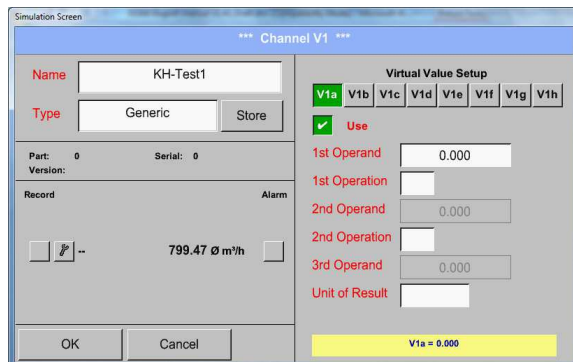 Simulation Screen
*** Channel V1 ***
Name KH-Test1
Type Generic Store
Part: 0 Serial: 0
Version:
Record Alarm
-- 799.47 Ø m³/h
OK Cancel
Virtual Value Setup
V1a V1b V1c V1d V1e V1f V1g V1h
Use
1st Operand 0.000
1st Operation
2nd Operand 0.000
2nd Operation
3rd Operand 0.000
Unit of Result
V1a = 0.000